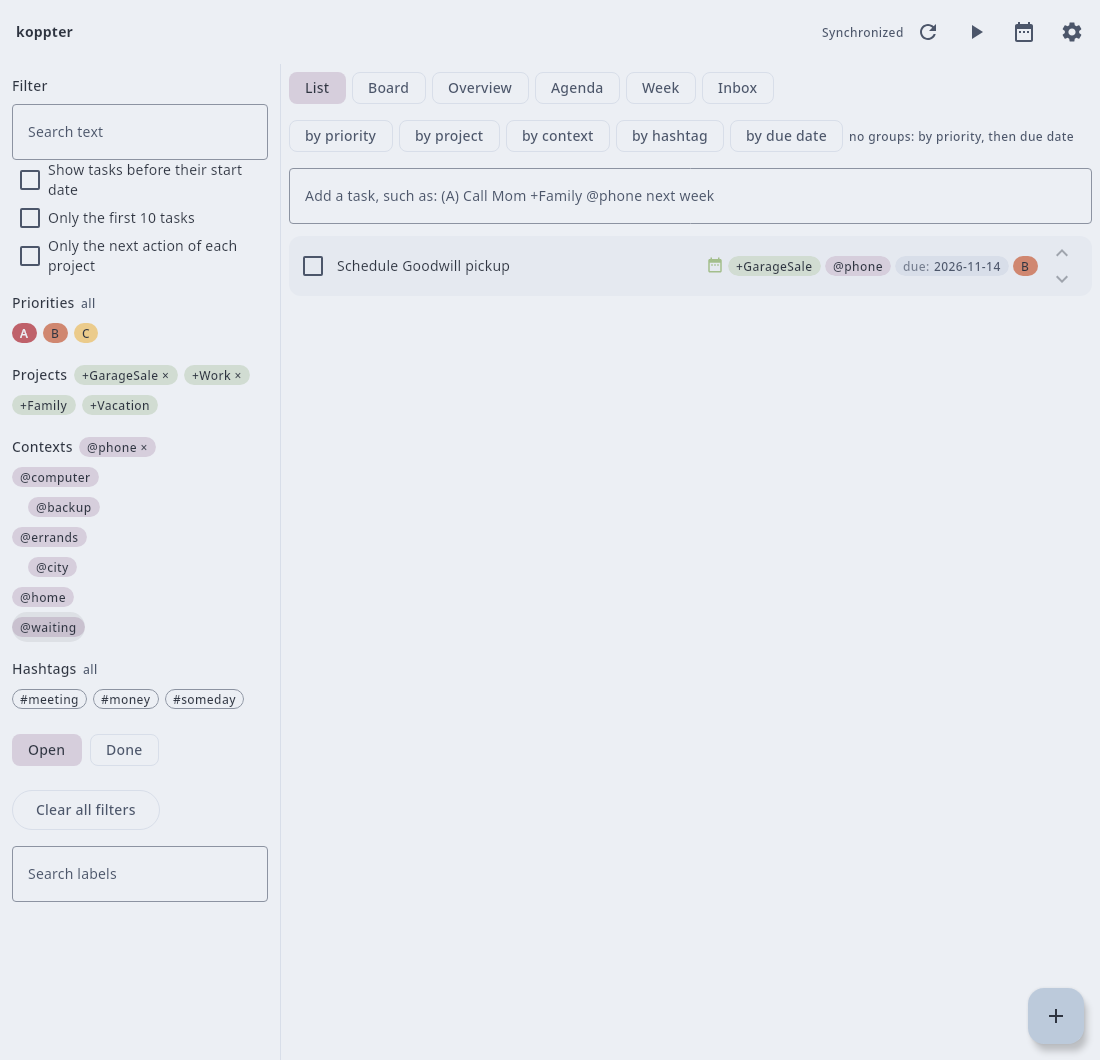 koppter
Synchronized
Filter
Search text
Show tasks before their start
date
Only the first 10 tasks
Only the next action of each
project
Priorities all
A B C
Projects +GarageSale × +Work ×
+Family +Vacation
Contexts @phone ×
@computer
@backup
@errands
@city
@home
@waiting
Hashtags all
#meeting #money #someday
Open Done
Clear all filters
Search labels
List Board Overview Agenda Week Inbox
by priority by project by context by hashtag by due date no groups: by priority, then due date
Add a task, such as: (A) Call Mom +Family @phone next week
Schedule Goodwill pickup +GarageSale @phone due: 2026-11-14 B